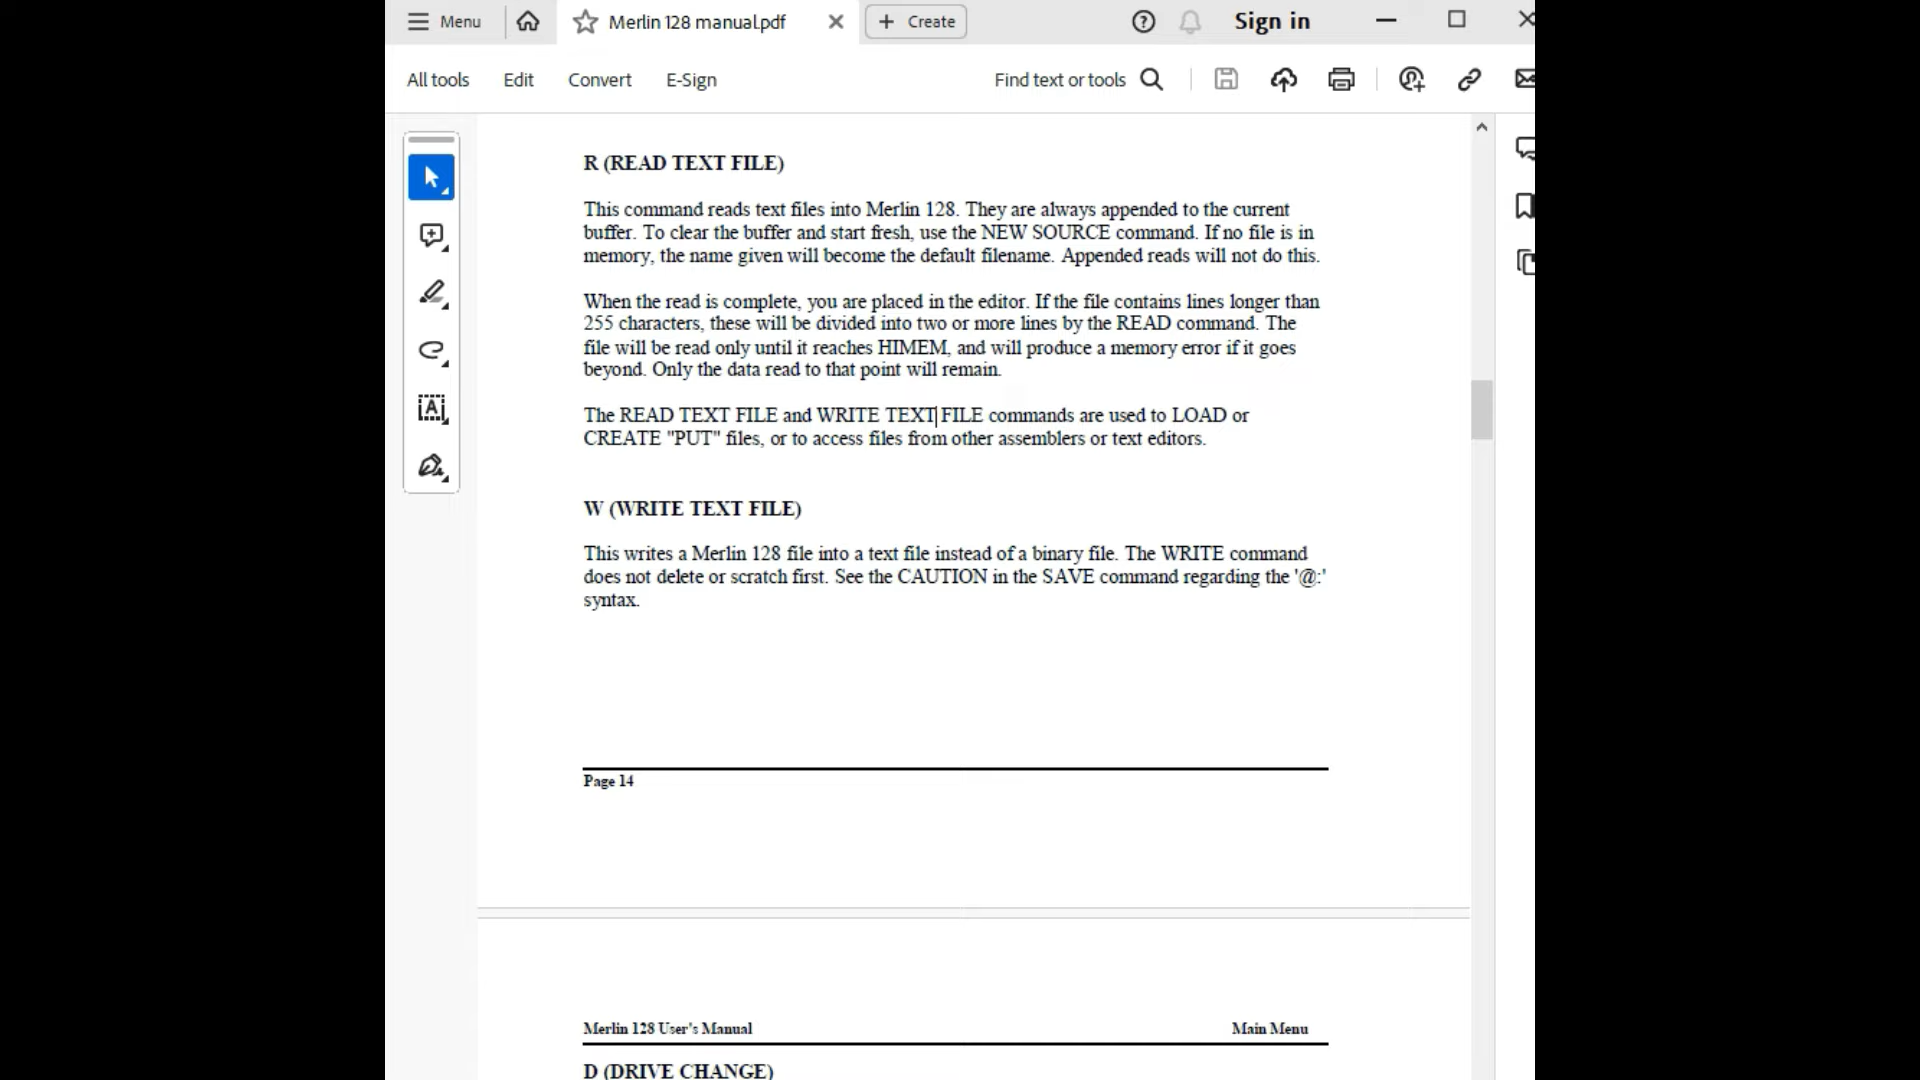 Menu
Merlin 128 manual.pdf
Create
Sign in
All tools
Edit
Convert
E-Sign
Find text or tools
R (READ TEXT FILE)
This command reads text files into Merlin 128. They are always appended to the current
buffer. To clear the buffer and start fresh, use the NEW SOURCE command. If no file is in
memory, the name given will become the default filename. Appended reads will not do this.
When the read is complete, you are placed in the editor. If the file contains lines longer than
255 characters, these will be divided into two or more lines by the READ command. The
file will be read only until it reaches HIMEM, and will produce a memory error if it goes
beyond. Only the data read to that point will remain.
The READ TEXT FILE and WRITE TEXT FILE commands are used to LOAD or
CREATE "PUT" files, or to access files from other assemblers or text editors.
W (WRITE TEXT FILE)
This writes a Merlin 128 file into a text file instead of a binary file. The WRITE command
does not delete or scratch first. See the CAUTION in the SAVE command regarding the '@:'
syntax.
Page 14
Merlin 128 User's Manual
Main Menu
D (DRIVE CHANGE)